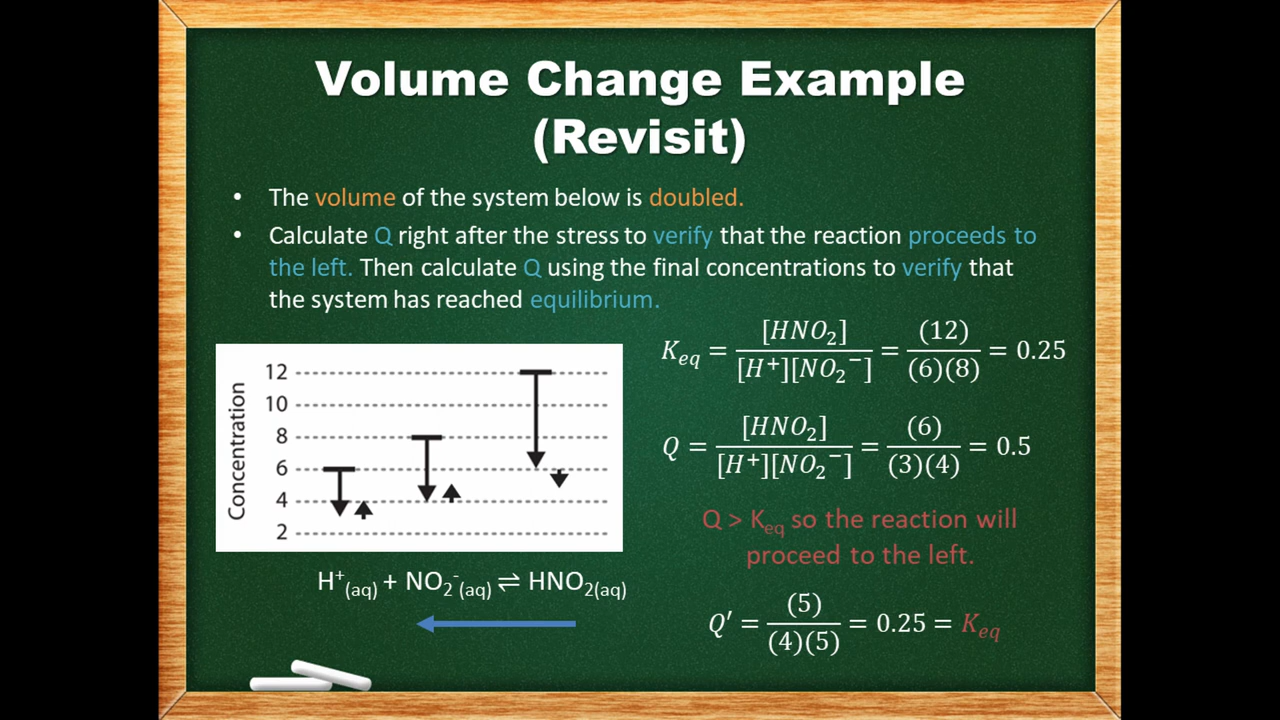 Volume Change Example
(Revisit)
• The volume of the system below is doubled.
• Calculate Q right after the stress to verify that the reaction proceeds to
the left. Then calculate Q using the final concentrations to verify that
the system has reached equilibrium.
K_eq = [HNO₂] / [H⁺][NO₂⁻] = (12) / (6)(8) = 0.25
Q = [HNO₂] / [H⁺][NO₂⁻] = (6) / (3)(4) = 0.5
Q > K_eq so the reaction will
proceed to the left.
Q′ = (5) / (4)(5) = 0.25 = K_eq
Concentration
12
10
8
6
4
2
H⁺(aq) + NO₂⁻(aq) ⇌ HNO₂(aq)